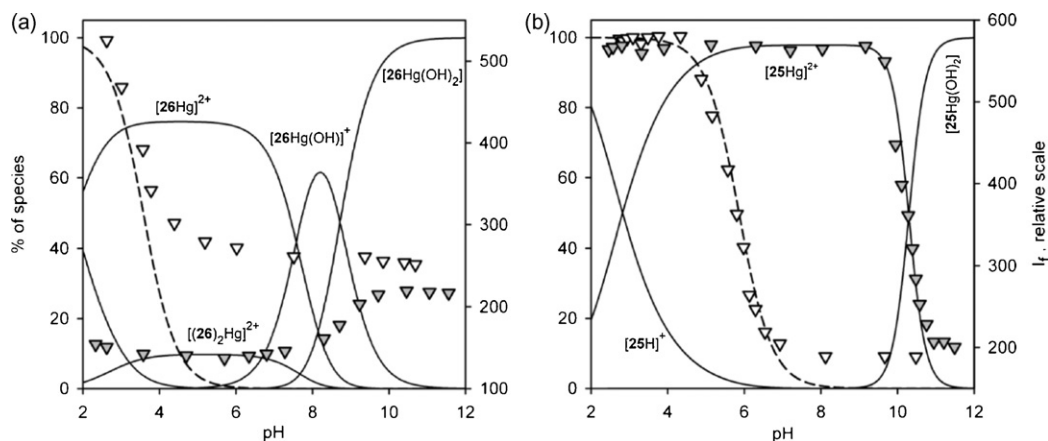 (a)
100
80
60
40
20
0
% of species
500
400
300
200
100
2 4 6 8 10 12
pH
[26Hg]²⁺
[26Hg(OH)]⁺
[26Hg(OH)₂]
[(26)₂Hg]²⁺
(b)
100
80
60
40
20
0
600
500
400
300
200
I_f , relative scale
2 4 6 8 10 12
pH
[25Hg]²⁺
[25Hg(OH)₂]
[25H]⁺